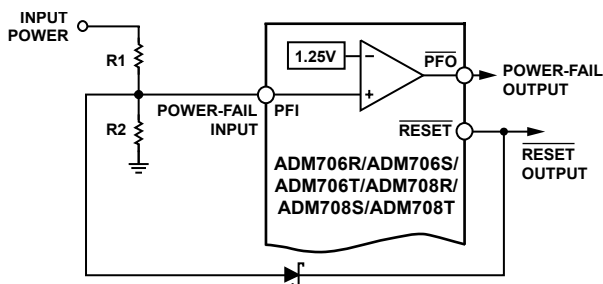 INPUT
POWER
R1
R2
POWER-FAIL
INPUT
PFI
1.25V
−
+
PFO
POWER-FAIL
OUTPUT
RESET
RESET
OUTPUT
ADM706R/ADM706S/
ADM706T/ADM708R/
ADM708S/ADM708T